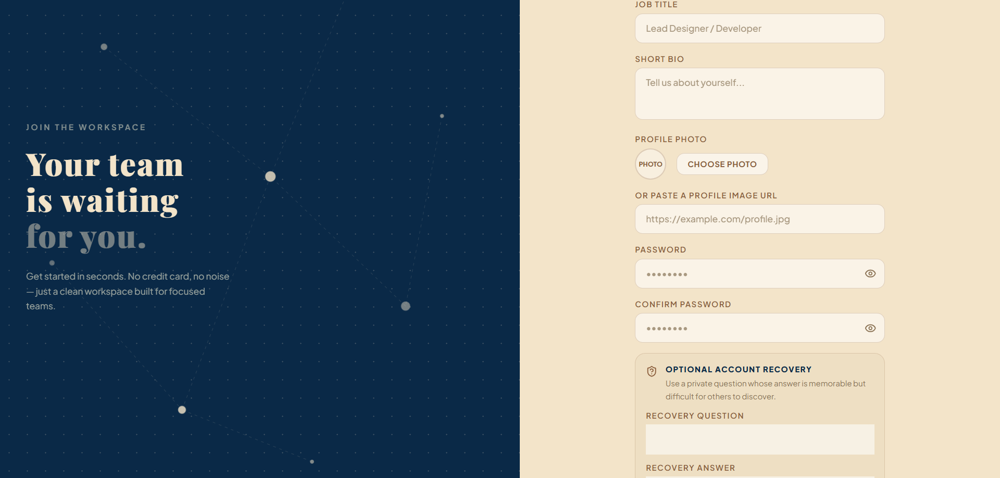 JOIN THE WORKSPACE
Your team
is waiting
for you.
Get started in seconds. No credit card, no noise
— just a clean workspace built for focused
teams.
JOB TITLE
Lead Designer / Developer
SHORT BIO
Tell us about yourself...
PROFILE PHOTO
PHOTO
CHOOSE PHOTO
OR PASTE A PROFILE IMAGE URL
https://example.com/profile.jpg
PASSWORD
••••••••
CONFIRM PASSWORD
••••••••
OPTIONAL ACCOUNT RECOVERY
Use a private question whose answer is memorable but
difficult for others to discover.
RECOVERY QUESTION
RECOVERY ANSWER